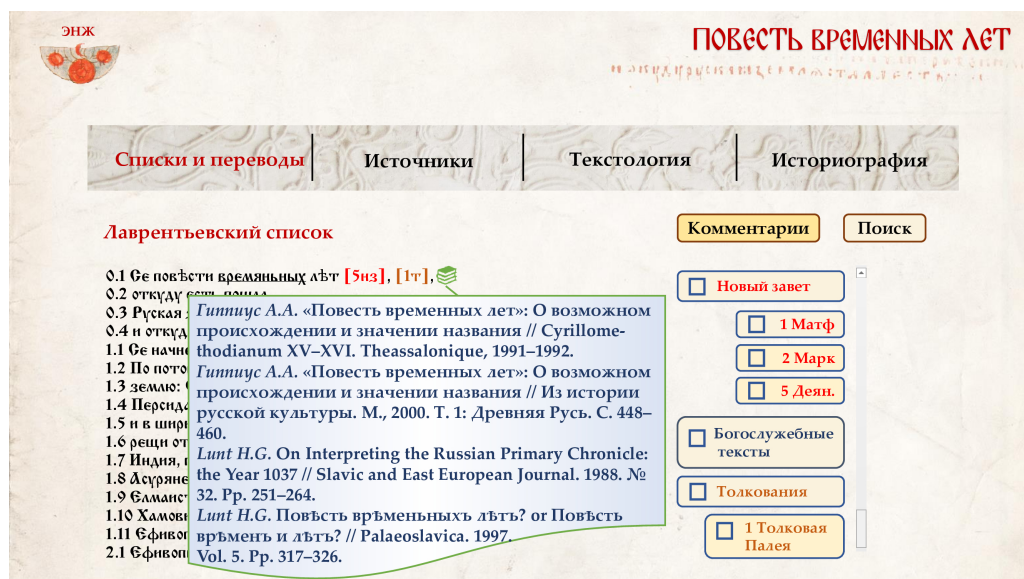 ЭНЖ
ПОВЕСТЬ ВРЕМЕННЫХ ЛЕТ
Списки и переводы
Источники
Текстология
Историография
Лаврентьевский список
Комментарии
Поиск
0.1 Се повѣсти времяньных лѣт [5нз], [1т],
0.2 откуду есть пошла
0.3 Руская
0.4 и откуд
1.1 Се начне
1.2 По пото
1.3 землю:
1.4 Персида
1.5 и в шир
1.6 рещи от
1.7 Индия,
1.8 Асуряне
1.9 Елмаис
1.10 Хамови
1.11 Ефивоп
2.1 Ефивоп
Гиппиус А.А. «Повесть временных лет»: О возможном
происхождении и значении названия // Cyrillome-
thodianum XV–XVI. Theassalonique, 1991–1992.
Гиппиус А.А. «Повесть временных лет»: О возможном
происхождении и значении названия // Из истории
русской культуры. М., 2000. Т. 1: Древняя Русь. С. 448–
460.
Lunt H.G. On Interpreting the Russian Primary Chronicle:
the Year 1037 // Slavic and East European Journal. 1988. №
32. Pp. 251–264.
Lunt H.G. Повѣсть врѣменьныхъ лѣтъ? or Повѣсть
врѣменъ и лѣтъ? // Palaeoslavica. 1997.
Vol. 5. Pp. 317–326.
Новый завет
1 Матф
2 Марк
5 Деян.
Богослужебные
тексты
Толкования
1 Толковая
Палея